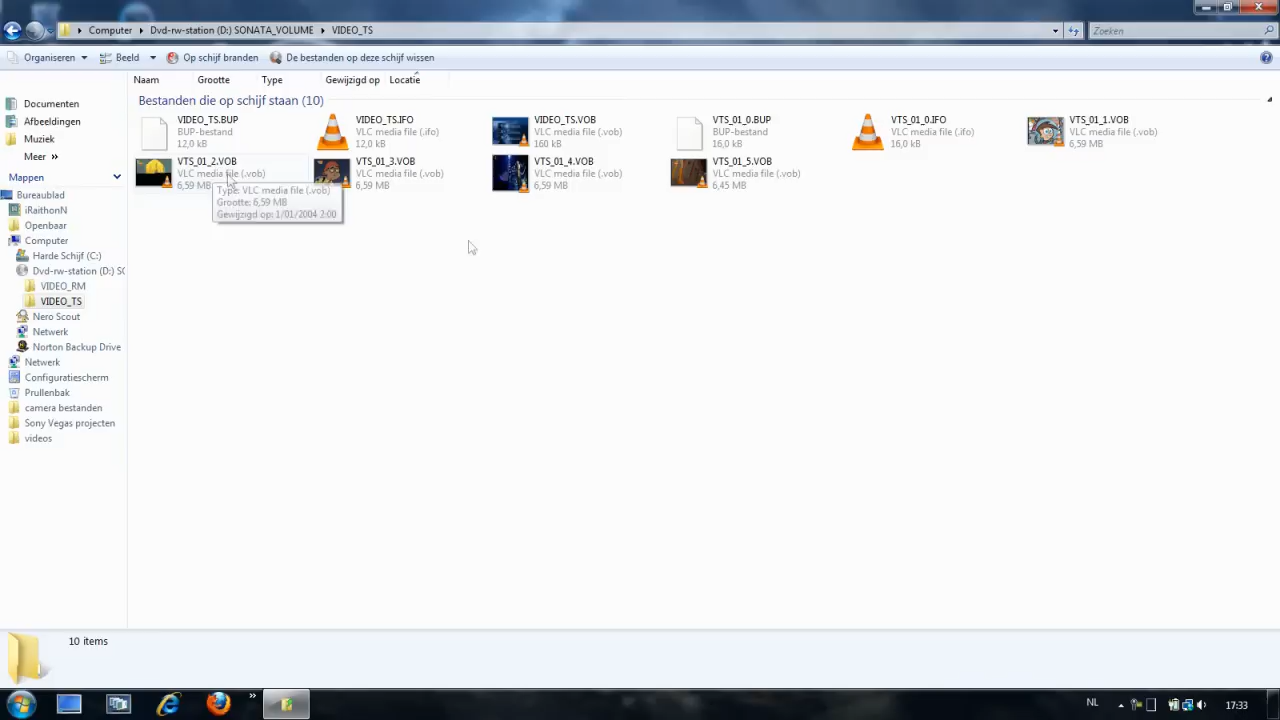 Computer Dvd-rw-station (D:) SONATA_VOLUME VIDEO_TS Zoeken
Organiseren Beeld Op schijf branden De bestanden op deze schijf wissen
Naam Grootte Type Gewijzigd op Locatie
Bestanden die op schijf staan (10)
VIDEO_TS.BUP
BUP-bestand
12,0 kB
VIDEO_TS.IFO
VLC media file (.ifo)
12,0 kB
VIDEO_TS.VOB
VLC media file (.vob)
160 kB
VTS_01_0.BUP
BUP-bestand
16,0 kB
VTS_01_0.IFO
VLC media file (.ifo)
16,0 kB
VTS_01_1.VOB
VLC media file (.vob)
6,59 MB
VTS_01_2.VOB
VLC media file (.vob)
6,59 MB
VTS_01_3.VOB
VLC media file (.vob)
6,59 MB
VTS_01_4.VOB
VLC media file (.vob)
6,59 MB
VTS_01_5.VOB
VLC media file (.vob)
6,45 MB
Type: VLC media file (.vob)
Grootte: 6,59 MB
Gewijzigd op: 1/01/2004 2:00
Documenten
Afbeeldingen
Muziek
Meer »
Mappen
Bureaublad
iRaithonN
Openbaar
Computer
Harde Schijf (C:)
Dvd-rw-station (D:) SC
VIDEO_RM
VIDEO_TS
Nero Scout
Netwerk
Norton Backup Drive
Netwerk
Configuratiescherm
Prullenbak
camera bestanden
Sony Vegas projecten
videos
10 items
» NL 17:33